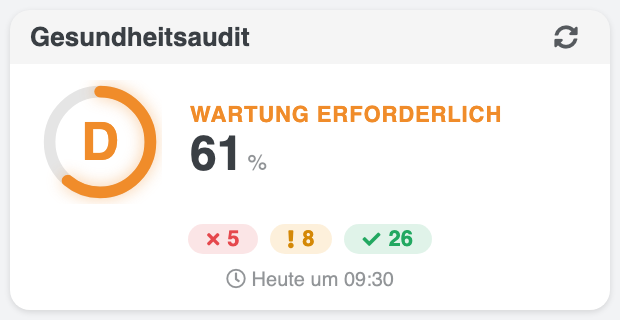 Gesundheitsaudit
D
WARTUNG ERFORDERLICH
61 %
5 8 26
Heute um 09:30